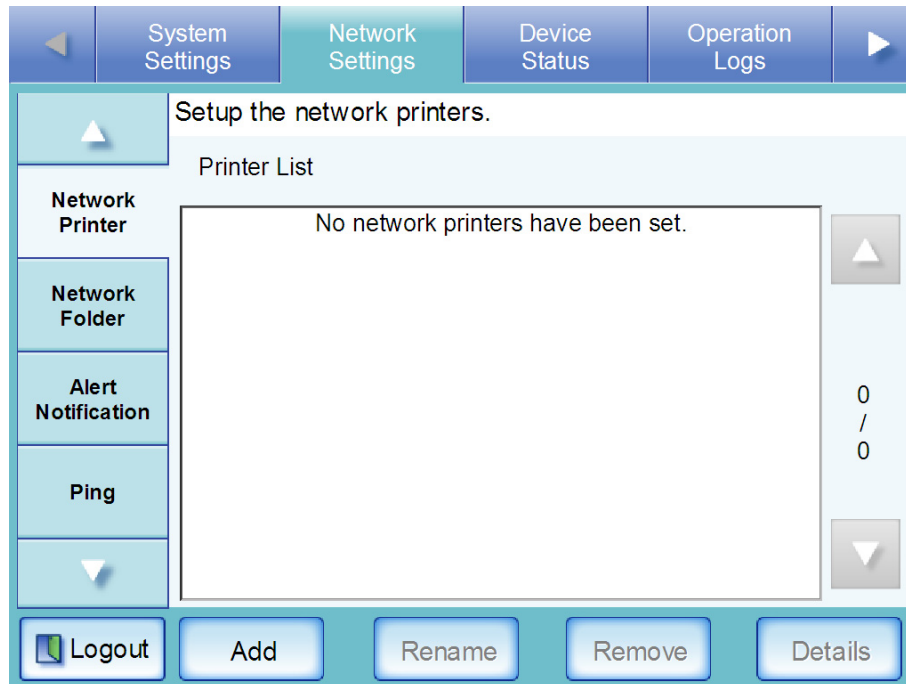 System
Settings
Network
Settings
Device
Status
Operation
Logs
Setup the network printers.
Printer List
Network
Printer
No network printers have been set.
Network
Folder
Alert
Notification
0
/
0
Ping
Logout
Add
Rename
Remove
Details